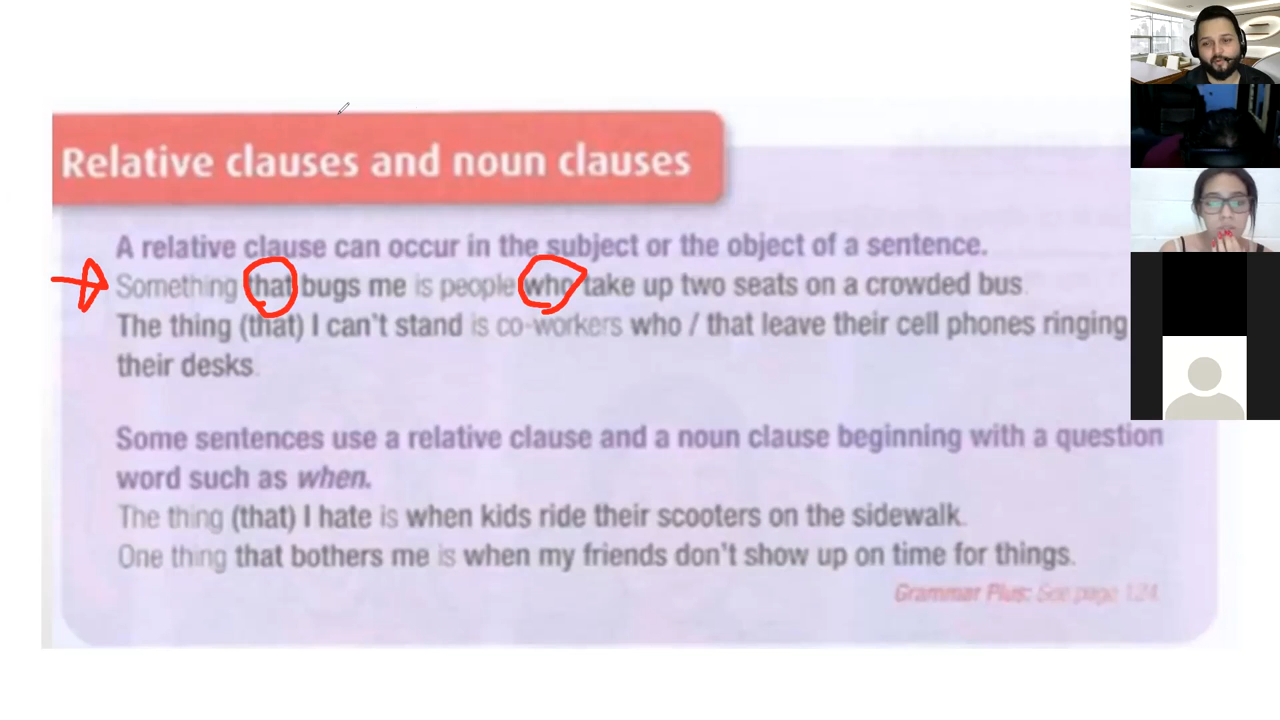 Relative clauses and noun clauses
A relative clause can occur in the subject or the object of a sentence.
Something that bugs me is people who take up two seats on a crowded bus.
The thing (that) I can't stand is co-workers who / that leave their cell phones ringing
their desks.
Some sentences use a relative clause and a noun clause beginning with a question
word such as when.
The thing (that) I hate is when kids ride their scooters on the sidewalk.
One thing that bothers me is when my friends don't show up on time for things.
Grammar Plus: See page 124